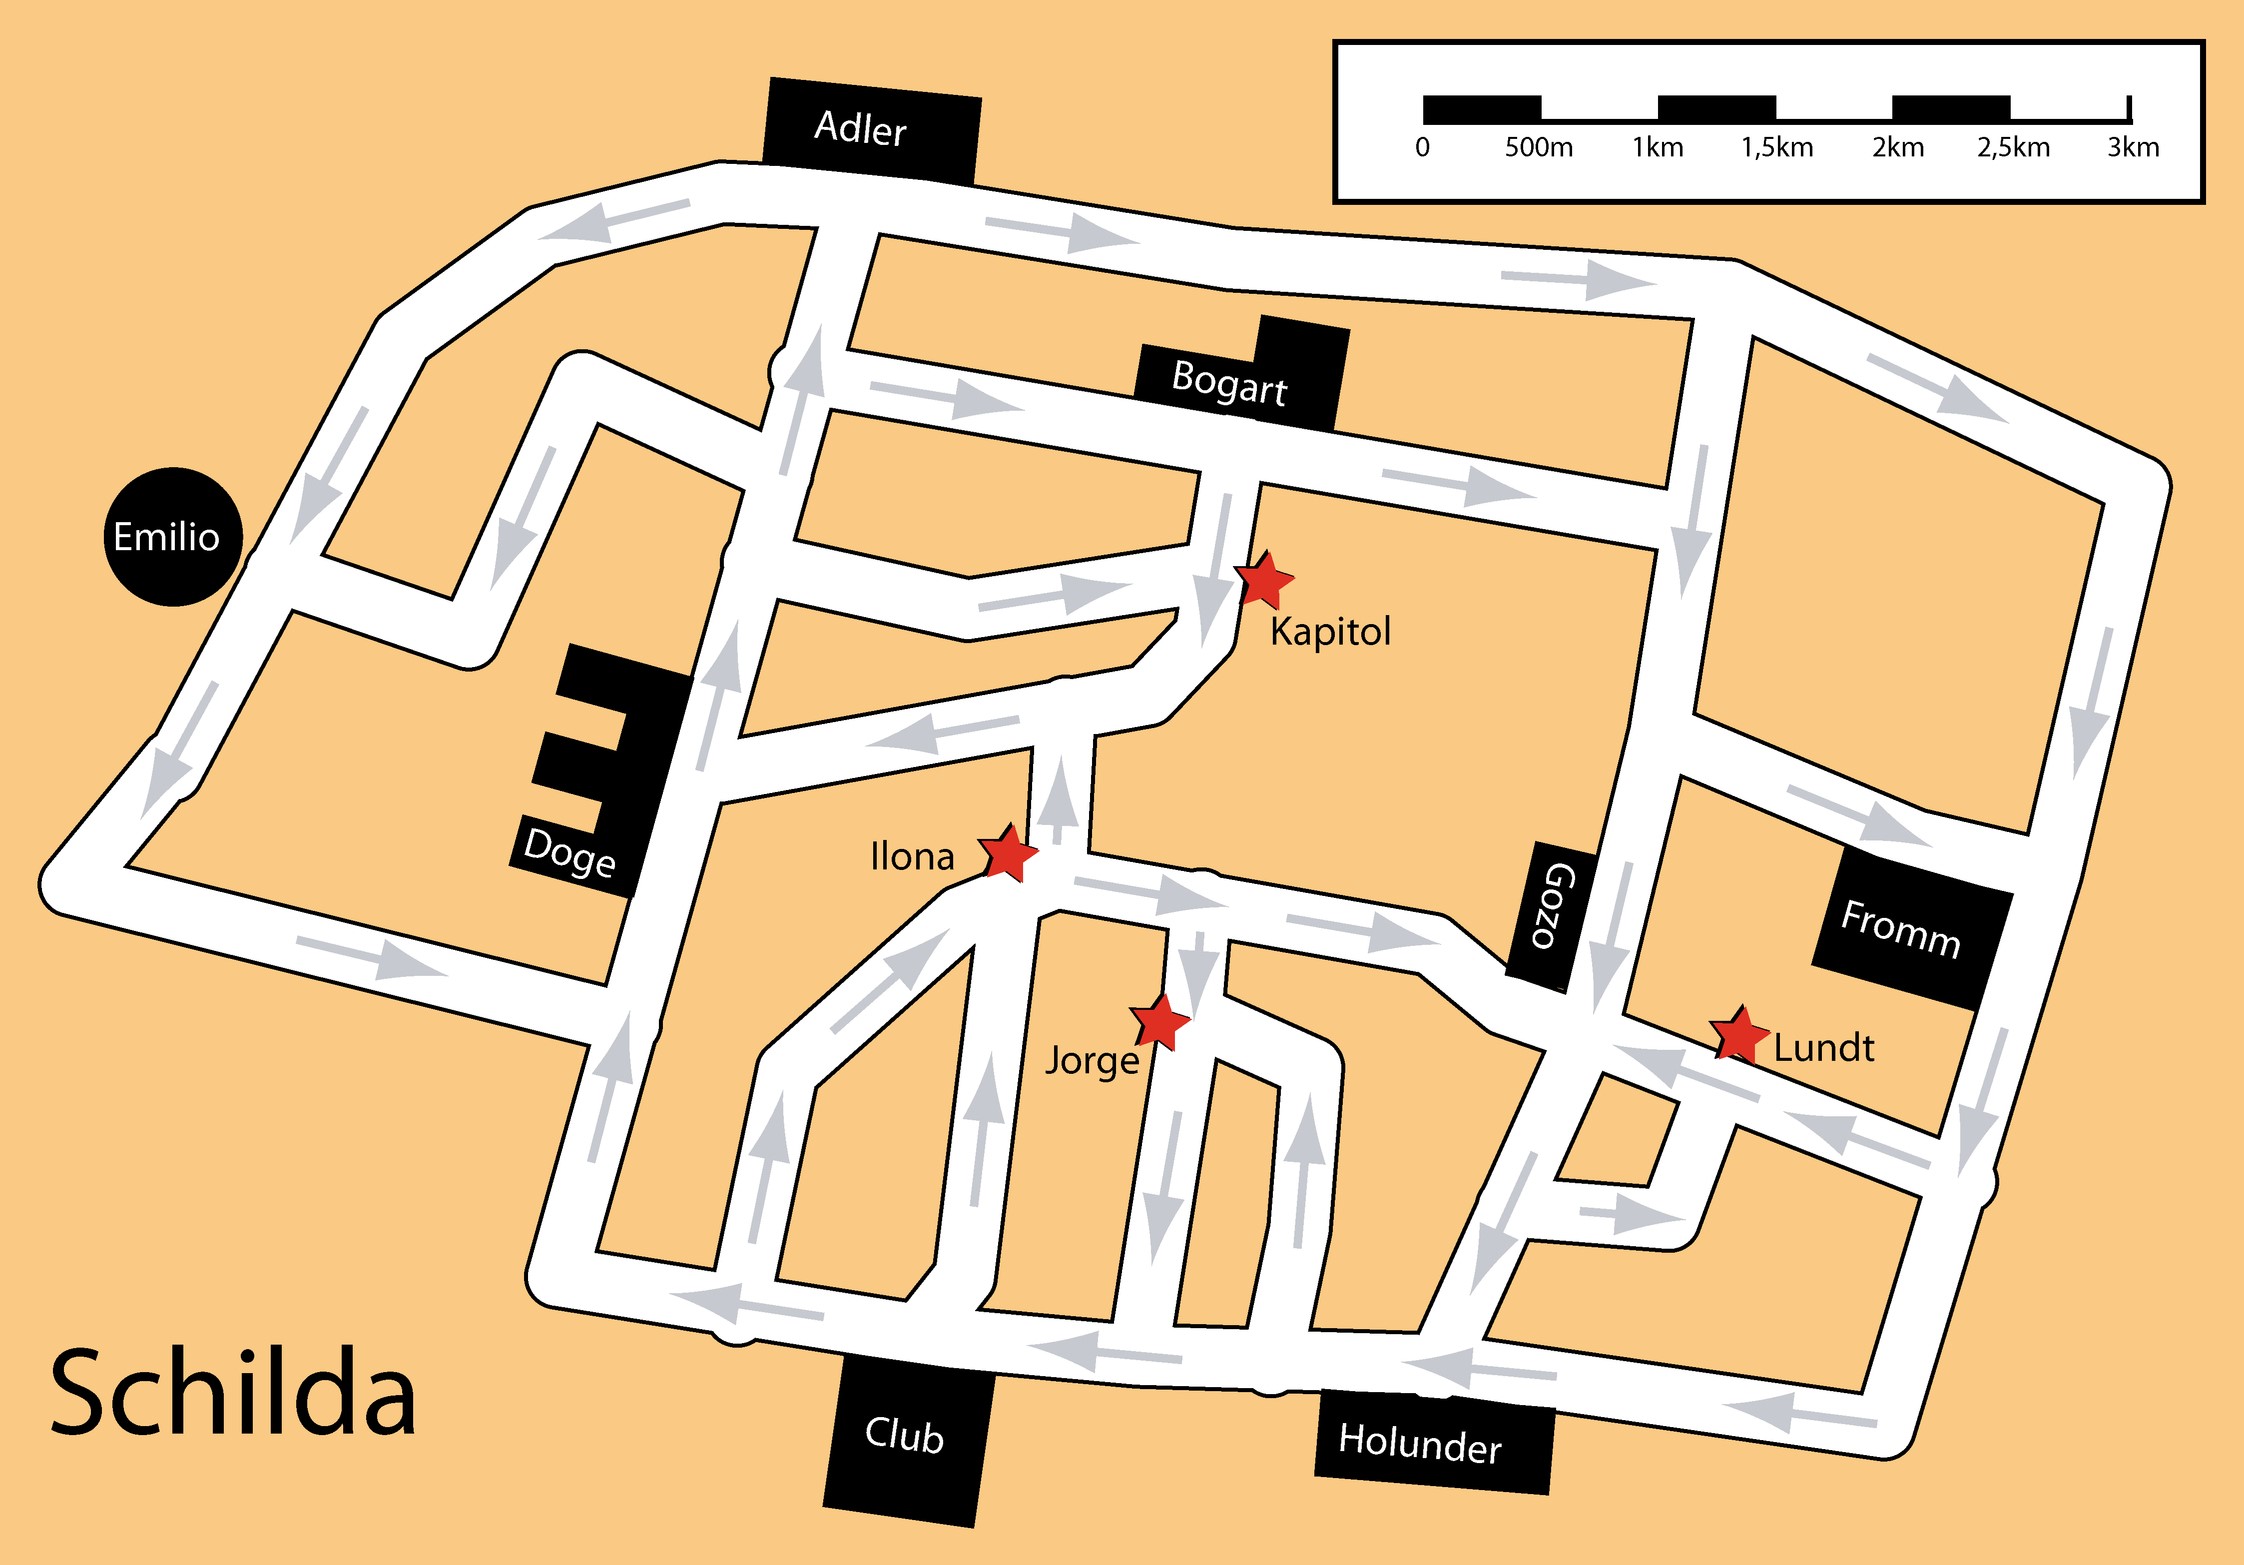 Adler
0 500m 1km 1,5km 2km 2,5km 3km
Bogart
Emilio
Kapitol
Doge
Ilona
Gozo
Fromm
Jorge
Lundt
Schilda
Club
Holunder